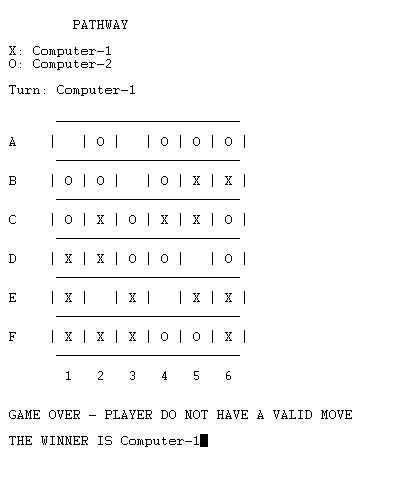 PATHWAY
X: Computer-1
O: Computer-2
Turn: Computer-1
A | | O | | O | O | O |
B | O | O | | O | X | X |
C | O | X | O | X | X | O |
D | X | X | O | O | | O |
E | X | | X | | X | X |
F | X | X | X | O | O | X |
1 2 3 4 5 6
GAME OVER - PLAYER DO NOT HAVE A VALID MOVE
THE WINNER IS Computer-1